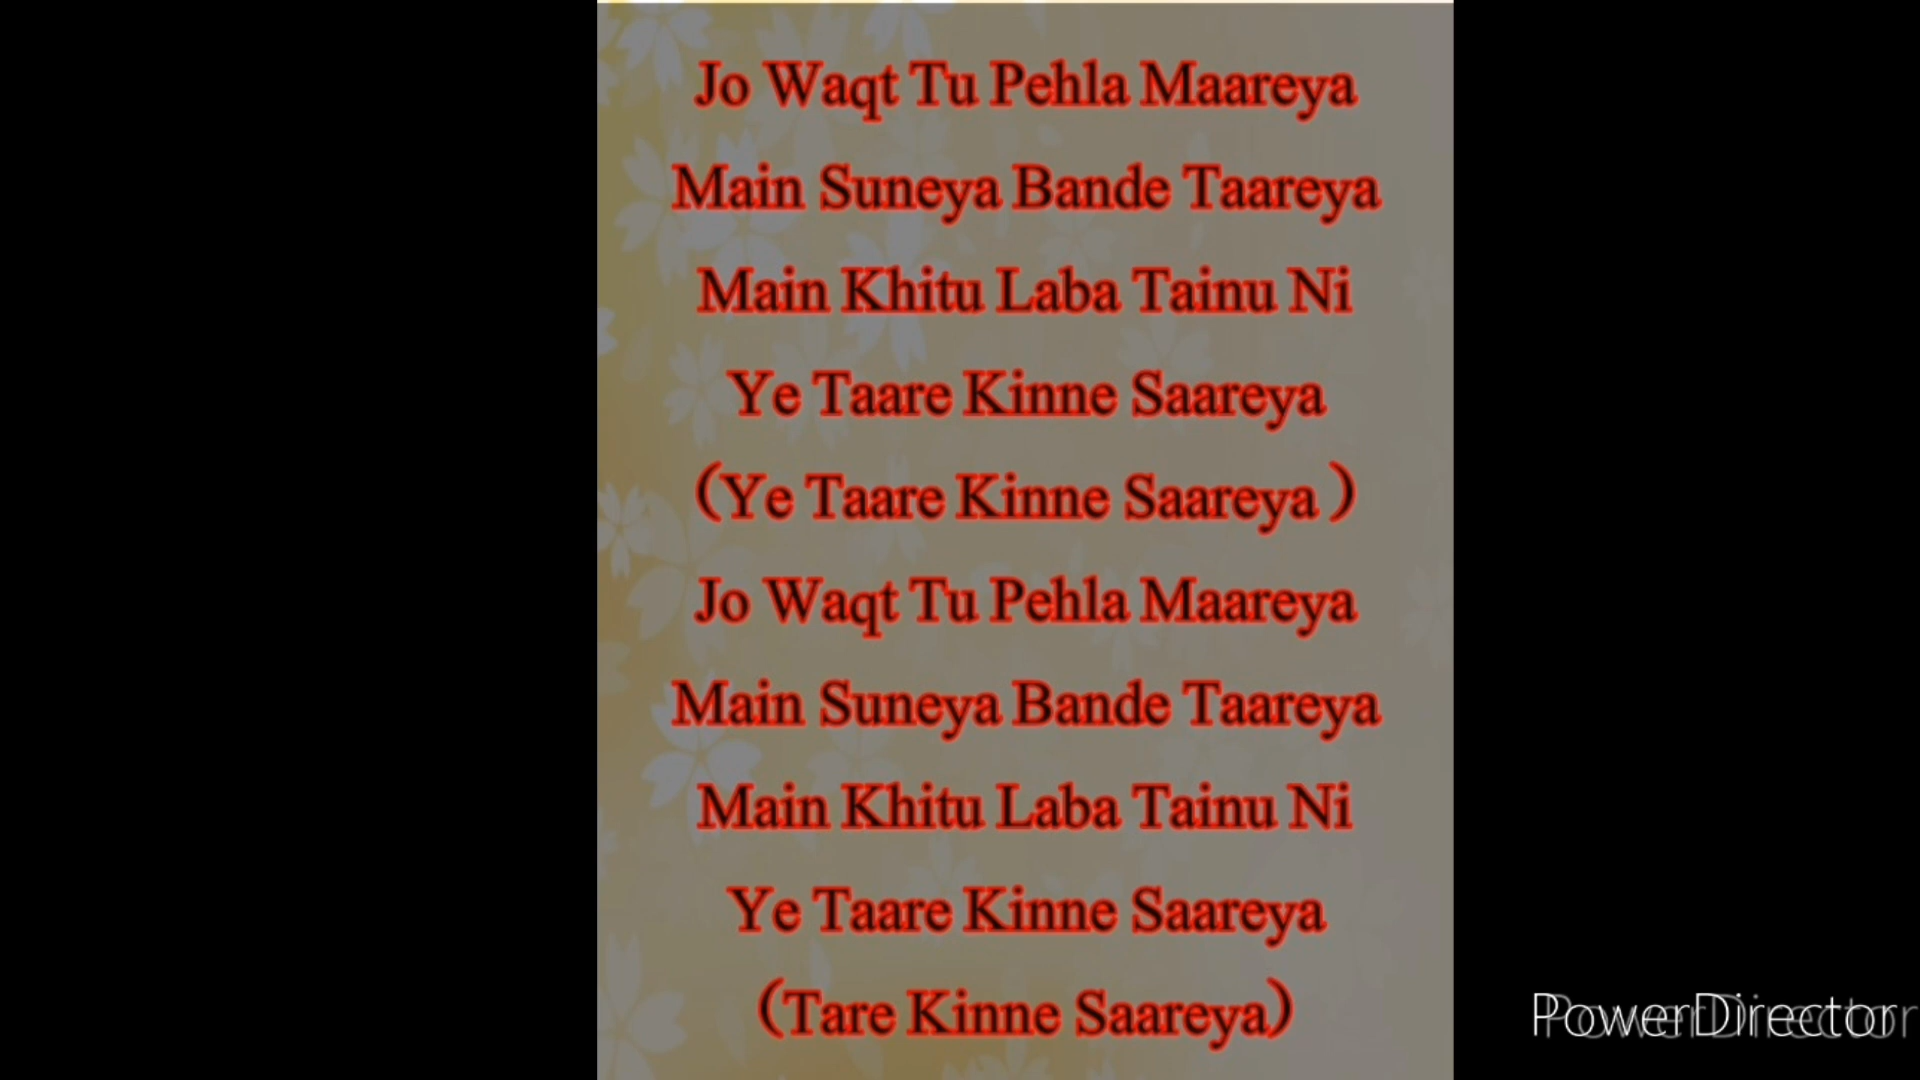 Jo Waqt Tu Pehla Maareya
Main Suneya Bande Taareya
Main Khitu Laba Tainu Ni
Ye Taare Kinne Saareya
(Ye Taare Kinne Saareya )
Jo Waqt Tu Pehla Maareya
Main Suneya Bande Taareya
Main Khitu Laba Tainu Ni
Ye Taare Kinne Saareya
(Tare Kinne Saareya)
PowerDirector